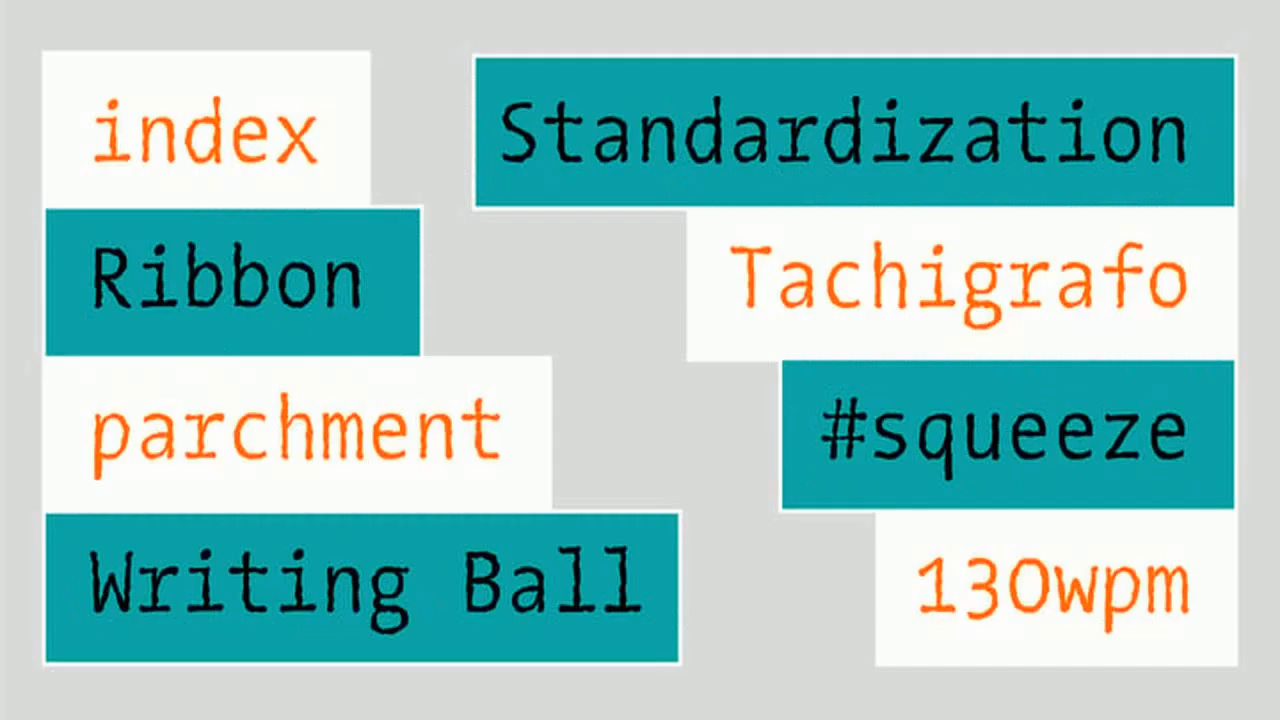 index
Ribbon
parchment
Writing Ball
Standardization
Tachigrafo
#squeeze
130wpm